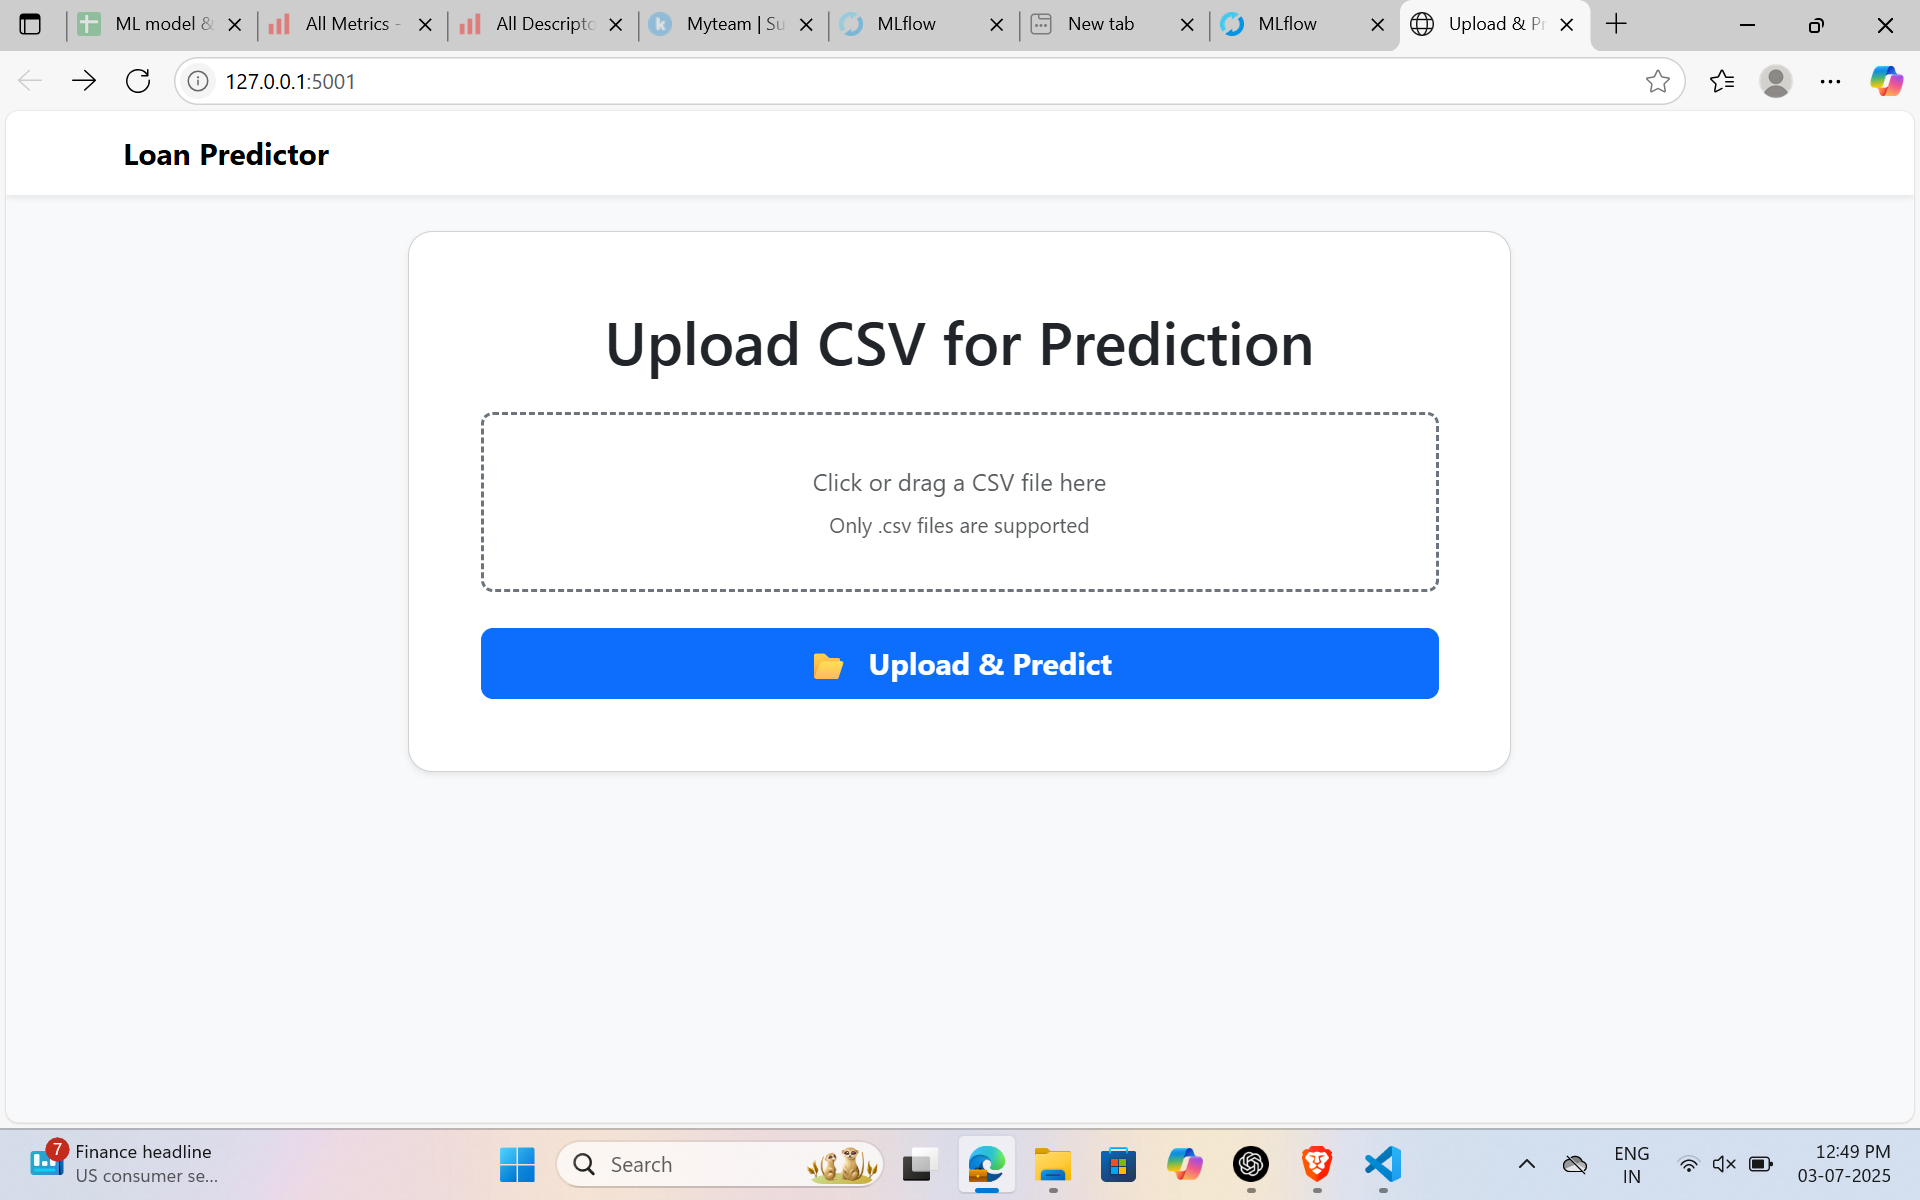 ML model &
All Metrics -
All Descripto
Myteam | Su
MLflow
New tab
MLflow
Upload & Pr
127.0.0.1:5001
Loan Predictor
Upload CSV for Prediction
Click or drag a CSV file here
Only .csv files are supported
Upload & Predict
7
Finance headline
US consumer se...
Search
ENG
IN
12:49 PM
03-07-2025